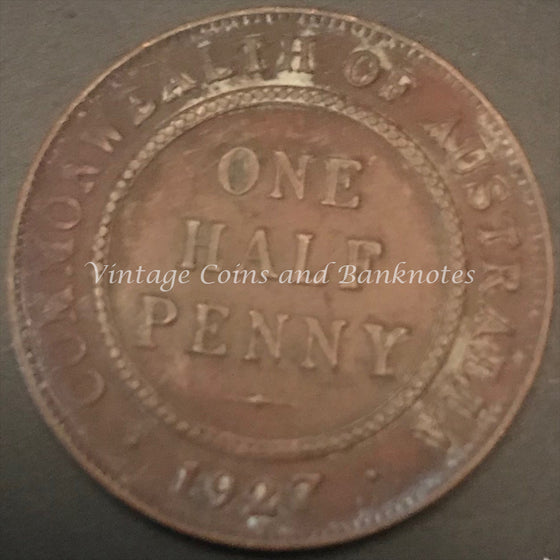 COMMONWEALTH OF AUSTRALIA
ONE
HALF
PENNY
1927
Vintage Coins and Banknotes